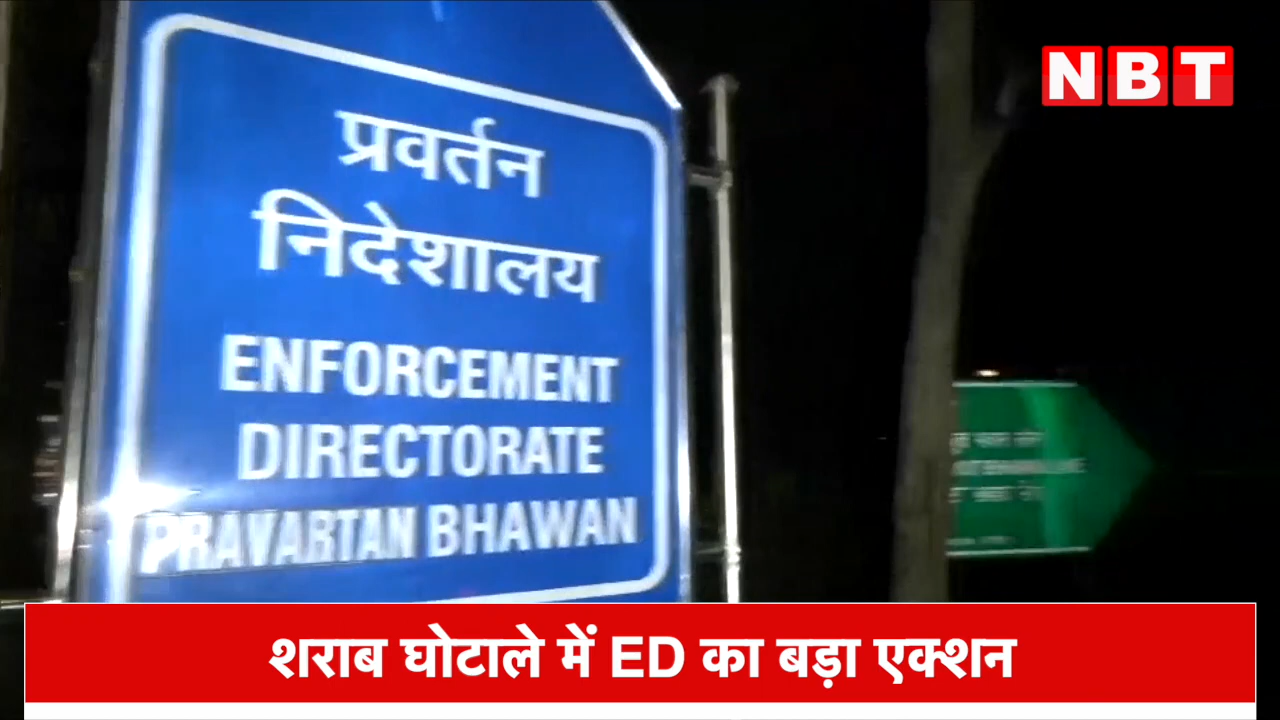 NBT
प्रवर्तन
निदेशालय
ENFORCEMENT
DIRECTORATE
PRAVARTAN BHAWAN
शराब घोटाले में ED का बड़ा एक्शन